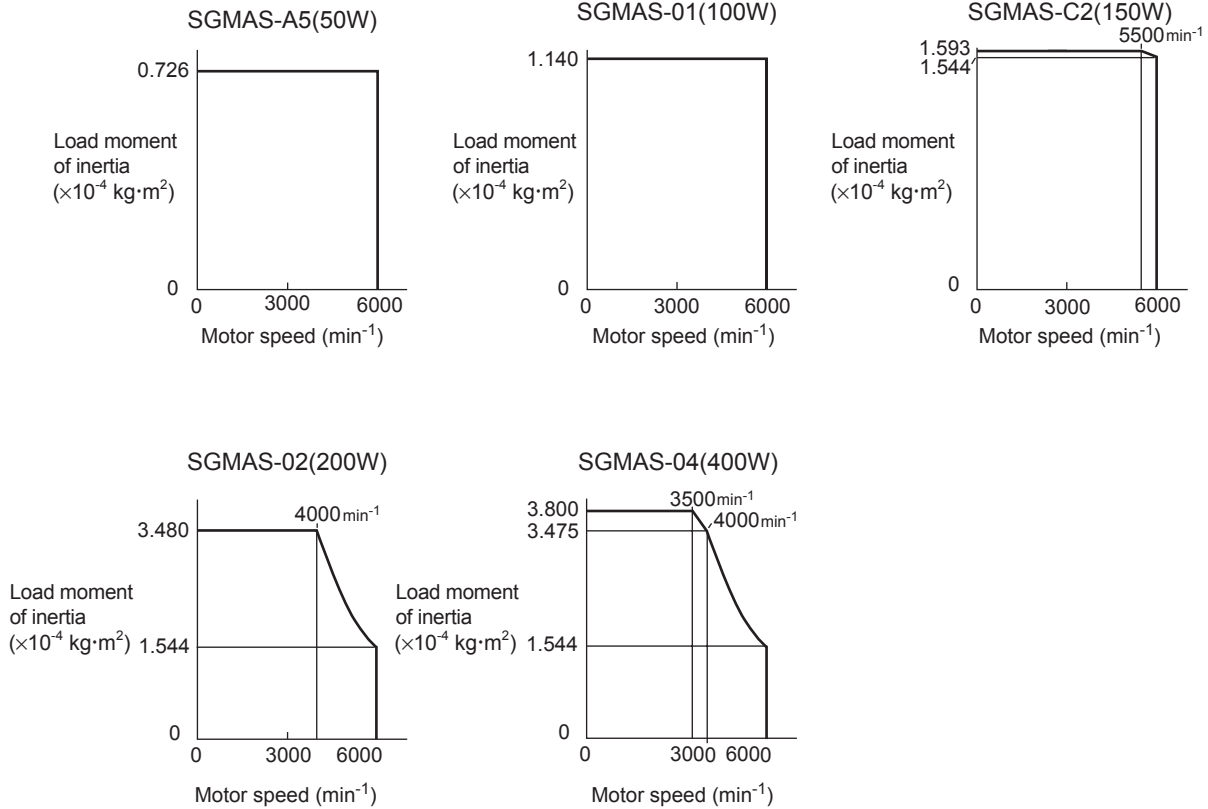 SGMAS-A5(50W)
0.726
Load moment
of inertia
(×10⁻⁴ kg·m²)
0
0 3000 6000
Motor speed (min⁻¹)
SGMAS-01(100W)
1.140
Load moment
of inertia
(×10⁻⁴ kg·m²)
0
0 3000 6000
Motor speed (min⁻¹)
SGMAS-C2(150W)
5500min⁻¹
1.593
1.544
Load moment
of inertia
(×10⁻⁴ kg·m²)
0
0 3000 6000
Motor speed (min⁻¹)
SGMAS-02(200W)
4000min⁻¹
3.480
Load moment
of inertia
(×10⁻⁴ kg·m²)
1.544
0
0 3000 6000
Motor speed (min⁻¹)
SGMAS-04(400W)
3500min⁻¹
3.800
4000min⁻¹
3.475
Load moment
of inertia
(×10⁻⁴ kg·m²)
1.544
0
0 3000 6000
Motor speed (min⁻¹)